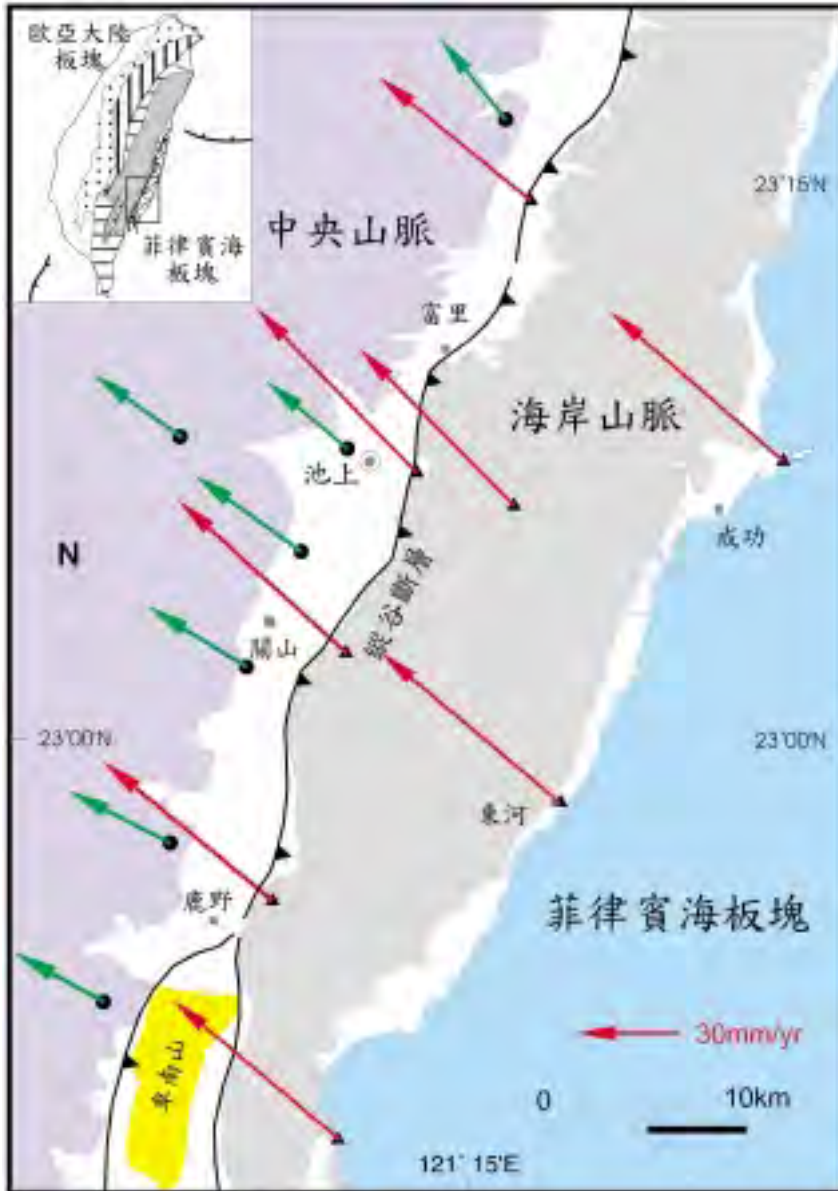 歐亞大陸
板塊
菲律賓海
板塊
23°15'N
中央山脈
富里
海岸山脈
池上
成功
N
縱谷斷層
關山
23°00'N
23°00'N
東河
鹿野
菲律賓海板塊
30mm/yr
卑南山
0
10km
121° 15'E